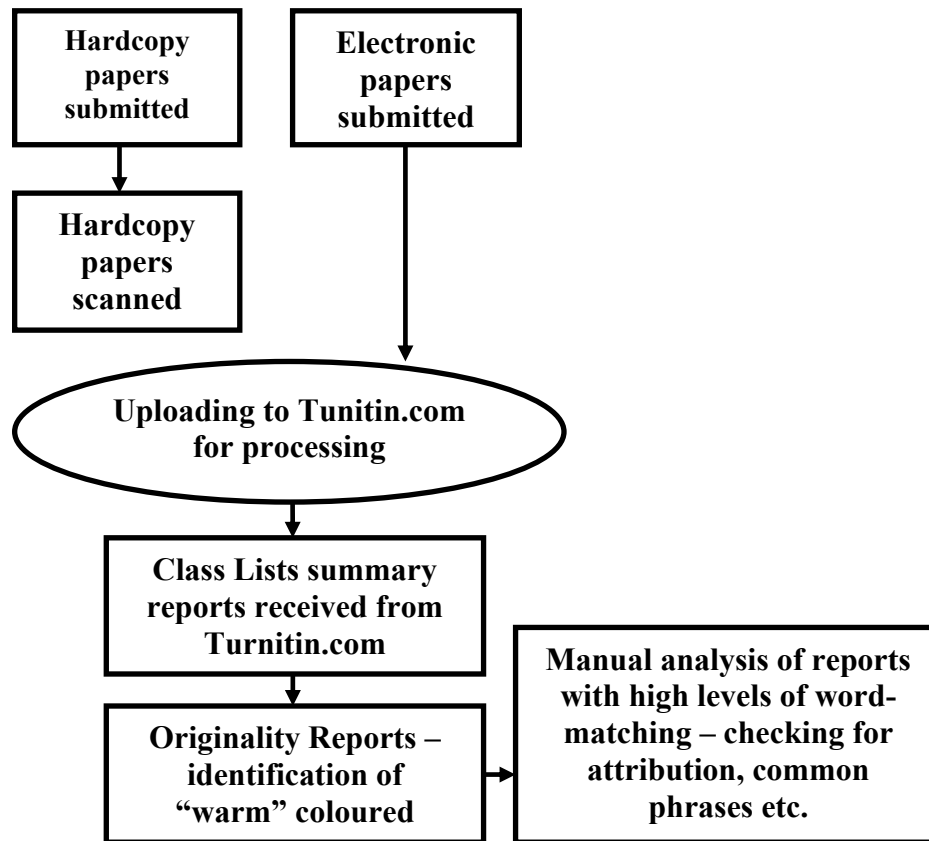 Hardcopy
papers
submitted
Electronic
papers
submitted
Hardcopy
papers
scanned
Uploading to Tunitin.com
for processing
Class Lists summary
reports received from
Turnitin.com
Originality Reports –
identification of
“warm” coloured
Manual analysis of reports
with high levels of word-
matching – checking for
attribution, common
phrases etc.